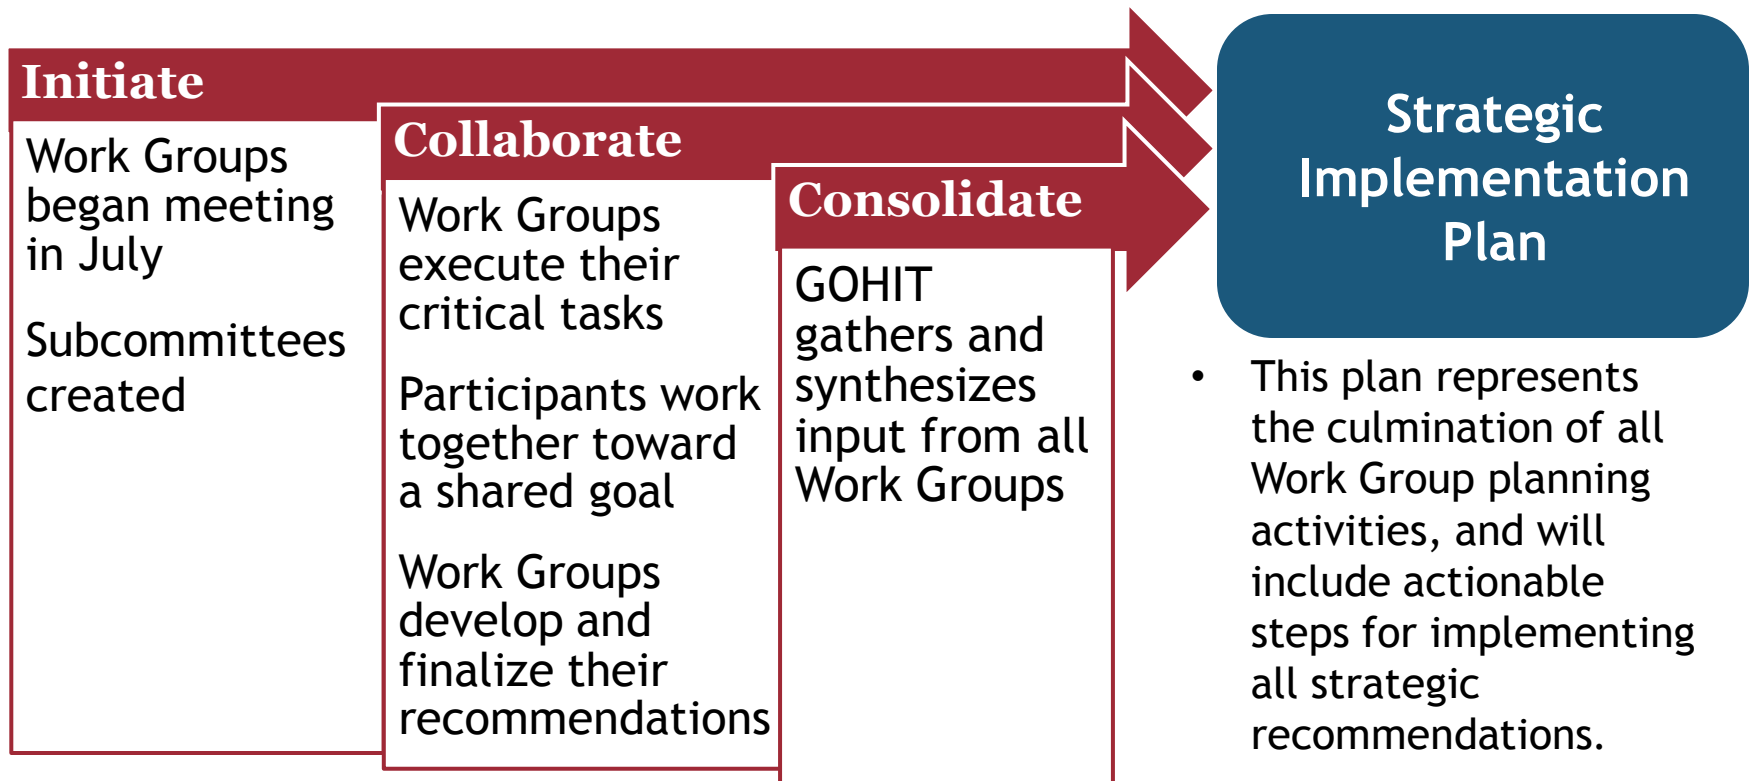 Initiate
Work Groups
began meeting
in July
Subcommittees
created
Collaborate
Work Groups
execute their
critical tasks
Participants work
together toward
a shared goal
Work Groups
develop and
finalize their
recommendations
Consolidate
GOHIT
gathers and
synthesizes
input from all
Work Groups
Strategic
Implementation
Plan
• This plan represents
the culmination of all
Work Group planning
activities, and will
include actionable
steps for implementing
all strategic
recommendations.